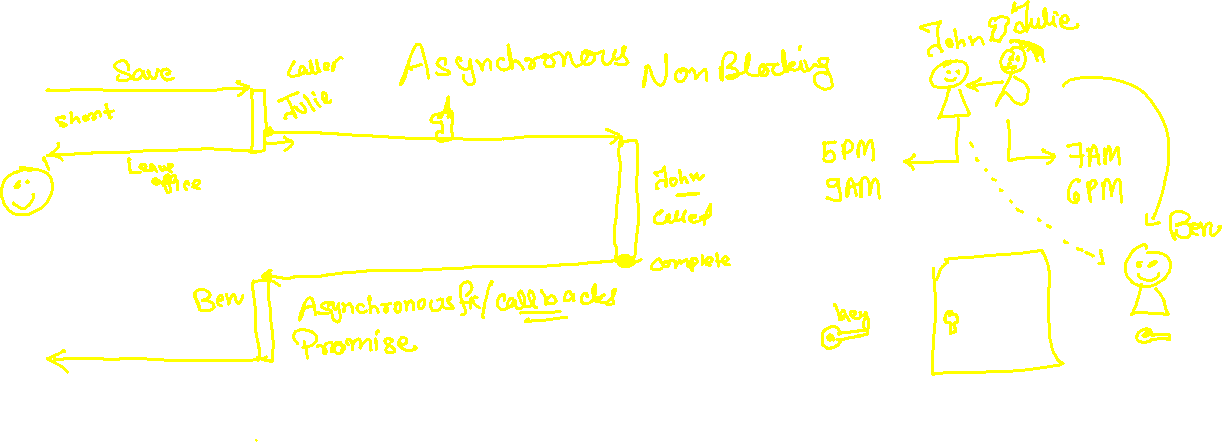 Save
Caller
Julie
Short
Leave
office
Asynchronous
Non Blocking
John
Called
Complete
Ben
Asynchronous fx/callbacks
Promise
John & Julie
5PM
9AM
7AM
6PM
Ben
key